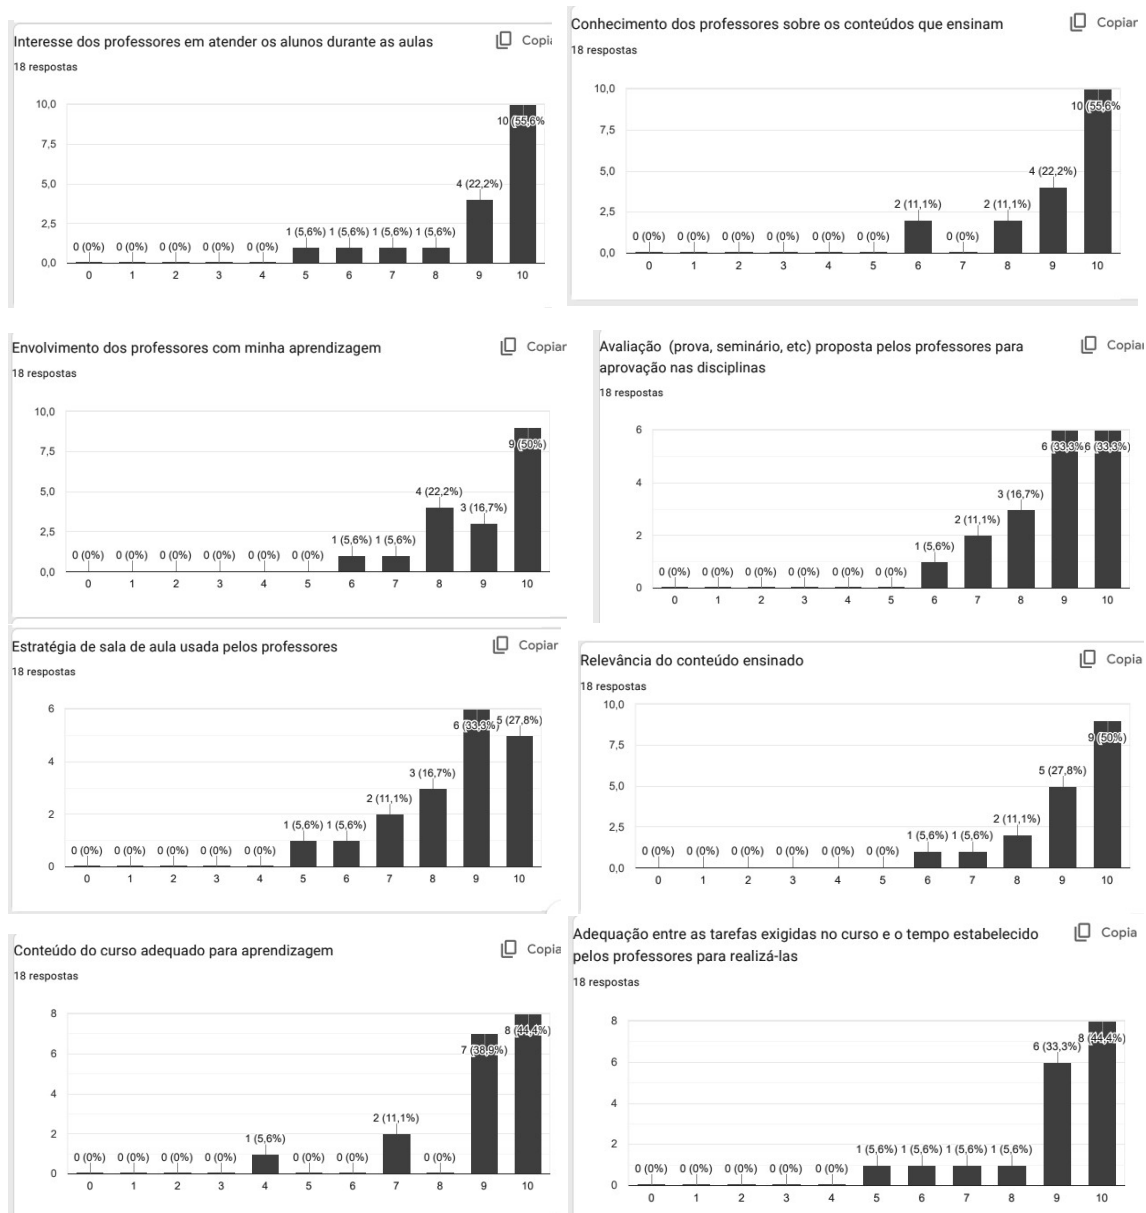 Interesse dos professores em atender os alunos durante as aulas
Copia
18 respostas
10,0
10 (55,6%
7,5
5,0
4 (22,2%)
2,5
1 (5,6%) 1 (5,6%) 1 (5,6%) 1 (5,6%)
0 (0%) 0 (0%) 0 (0%) 0 (0%) 0 (0%)
0,0
0 1 2 3 4 5 6 7 8 9 10
Conhecimento dos professores sobre os conteúdos que ensinam
Copiar
18 respostas
10,0
10 (55,6%
7,5
5,0
4 (22,2%)
2,5
2 (11,1%) 2 (11,1%)
0 (0%) 0 (0%) 0 (0%) 0 (0%) 0 (0%) 0 (0%) 0 (0%)
0,0
0 1 2 3 4 5 6 7 8 9 10
Envolvimento dos professores com minha aprendizagem
Copiar
18 respostas
10,0
9 (50%)
7,5
5,0
4 (22,2%)
3 (16,7%)
2,5
1 (5,6%) 1 (5,6%)
0 (0%) 0 (0%) 0 (0%) 0 (0%) 0 (0%) 0 (0%)
0,0
0 1 2 3 4 5 6 7 8 9 10
Avaliação (prova, seminário, etc) proposta pelos professores para
aprovação nas disciplinas
Copiar
18 respostas
6
6 (33,3%) 6 (33,3%)
4
3 (16,7%)
2
2 (11,1%)
1 (5,6%)
0 (0%) 0 (0%) 0 (0%) 0 (0%) 0 (0%) 0 (0%)
0
0 1 2 3 4 5 6 7 8 9 10
Estratégia de sala de aula usada pelos professores
Copiar
18 respostas
6
6 (33,3%) 5 (27,8%)
4
3 (16,7%)
2 (11,1%)
2
1 (5,6%) 1 (5,6%)
0 (0%) 0 (0%) 0 (0%) 0 (0%) 0 (0%)
0
0 1 2 3 4 5 6 7 8 9 10
Relevância do conteúdo ensinado
Copia
18 respostas
10,0
9 (50%)
7,5
5 (27,8%)
5,0
2,5
2 (11,1%)
1 (5,6%) 1 (5,6%)
0 (0%) 0 (0%) 0 (0%) 0 (0%) 0 (0%) 0 (0%)
0,0
0 1 2 3 4 5 6 7 8 9 10
Conteúdo do curso adequado para aprendizagem
Copia
18 respostas
8
8 (44,4%)
7 (38,9%)
6
4
2
2 (11,1%)
1 (5,6%)
0 (0%) 0 (0%) 0 (0%) 0 (0%) 0 (0%) 0 (0%) 0 (0%)
0
0 1 2 3 4 5 6 7 8 9 10
Adequação entre as tarefas exigidas no curso e o tempo estabelecido
pelos professores para realizá-las
Copia
18 respostas
8
8 (44,4%)
6 (33,3%)
6
4
2
1 (5,6%) 1 (5,6%) 1 (5,6%) 1 (5,6%)
0 (0%) 0 (0%) 0 (0%) 0 (0%) 0 (0%)
0
0 1 2 3 4 5 6 7 8 9 10